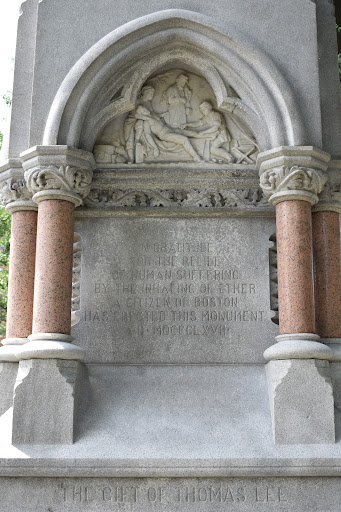 IN GRATITUDE
FOR THE RELIEF
OF HUMAN SUFFERING
BY THE INHALING OF ETHER
A CITIZEN OF BOSTON
HAS ERECTED THIS MONUMENT
A·D·MDCCCLXVII
THE GIFT OF THOMAS LEE